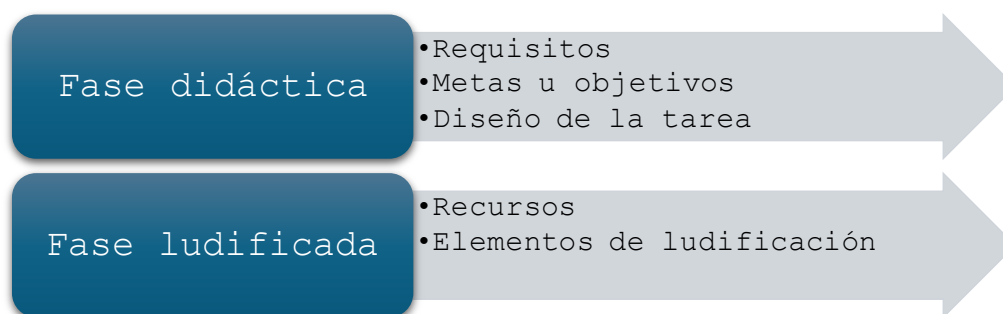 Fase didáctica
•Requisitos
•Metas u objetivos
•Diseño de la tarea
Fase ludificada
•Recursos
•Elementos de ludificación